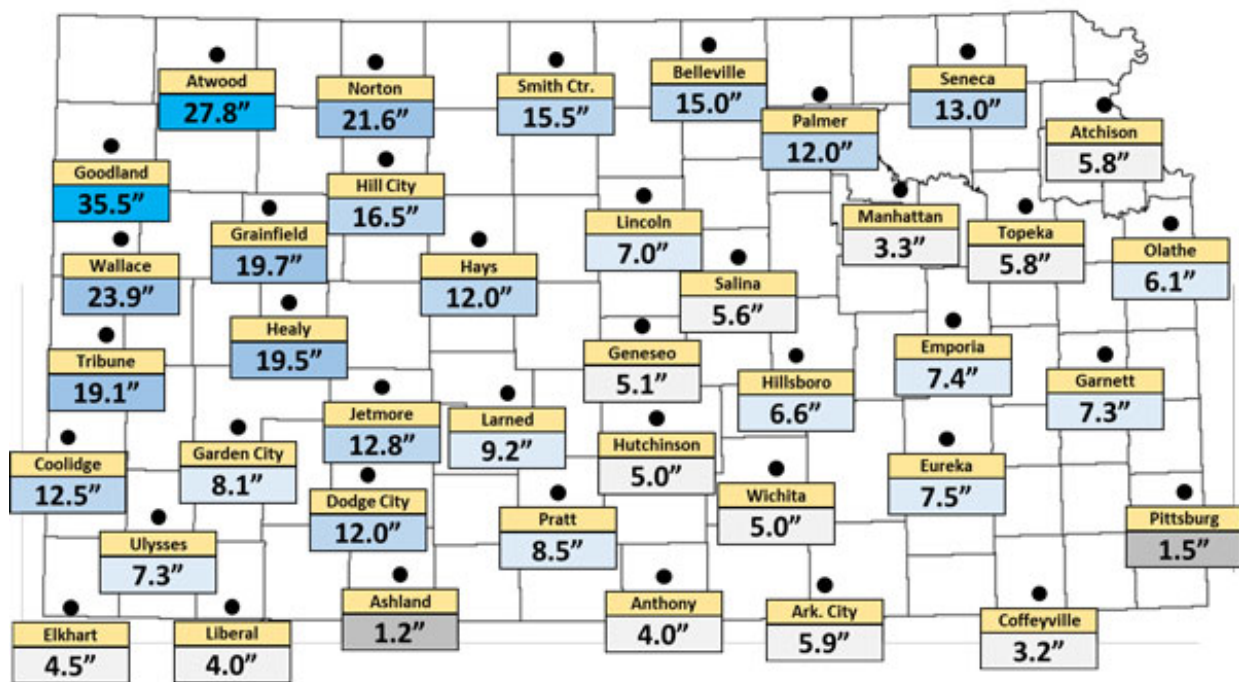 Atwood
27.8”
Norton
21.6”
Smith Ctr.
15.5”
Belleville
15.0”
Seneca
13.0”
Palmer
12.0”
Atchison
5.8”
Goodland
35.5”
Hill City
16.5”
Lincoln
7.0”
Manhattan
3.3”
Topeka
5.8”
Olathe
6.1”
Grainfield
19.7”
Wallace
23.9”
Hays
12.0”
Salina
5.6”
Healy
19.5”
Tribune
19.1”
Geneseo
5.1”
Hillsboro
6.6”
Emporia
7.4”
Garnett
7.3”
Jetmore
12.8”
Larned
9.2”
Hutchinson
5.0”
Coolidge
12.5”
Garden City
8.1”
Eureka
7.5”
Dodge City
12.0”
Wichita
5.0”
Pratt
8.5”
Pittsburg
1.5”
Ulysses
7.3”
Ashland
1.2”
Anthony
4.0”
Ark. City
5.9”
Coffeyville
3.2”
Elkhart
4.5”
Liberal
4.0”